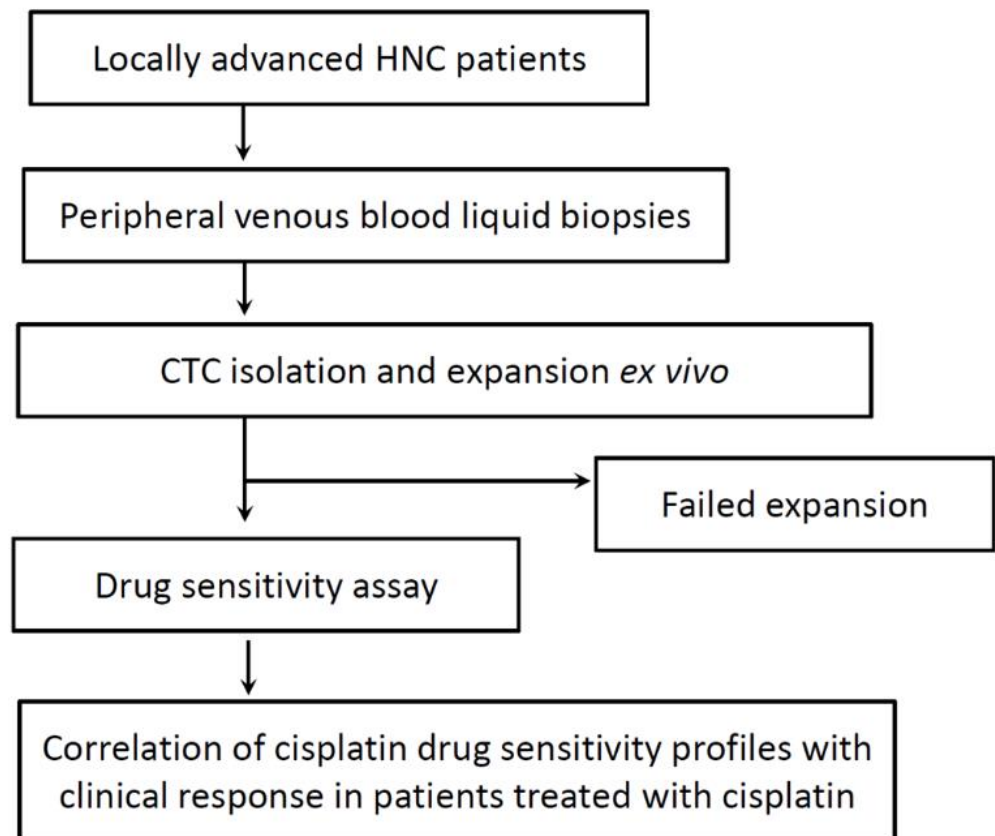 Locally advanced HNC patients
Peripheral venous blood liquid biopsies
CTC isolation and expansion ex vivo
Failed expansion
Drug sensitivity assay
Correlation of cisplatin drug sensitivity profiles with
clinical response in patients treated with cisplatin